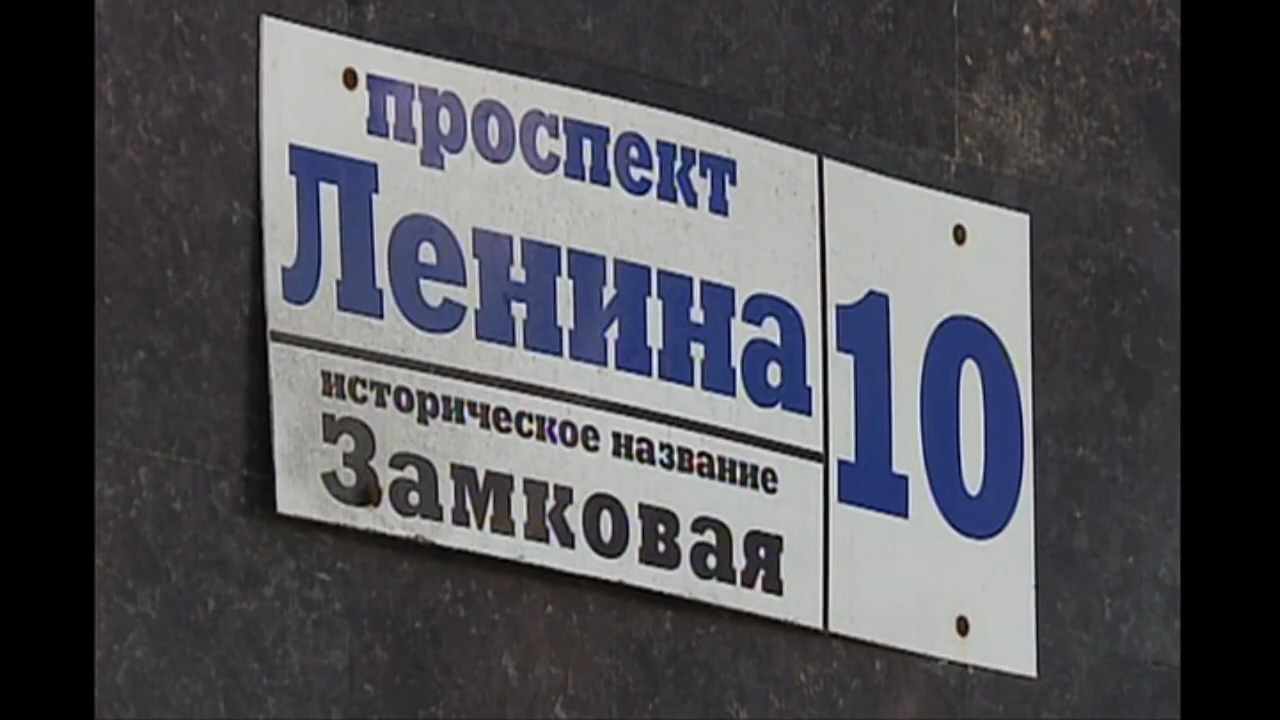 проспект
Ленина
10
историческое название
Замковая